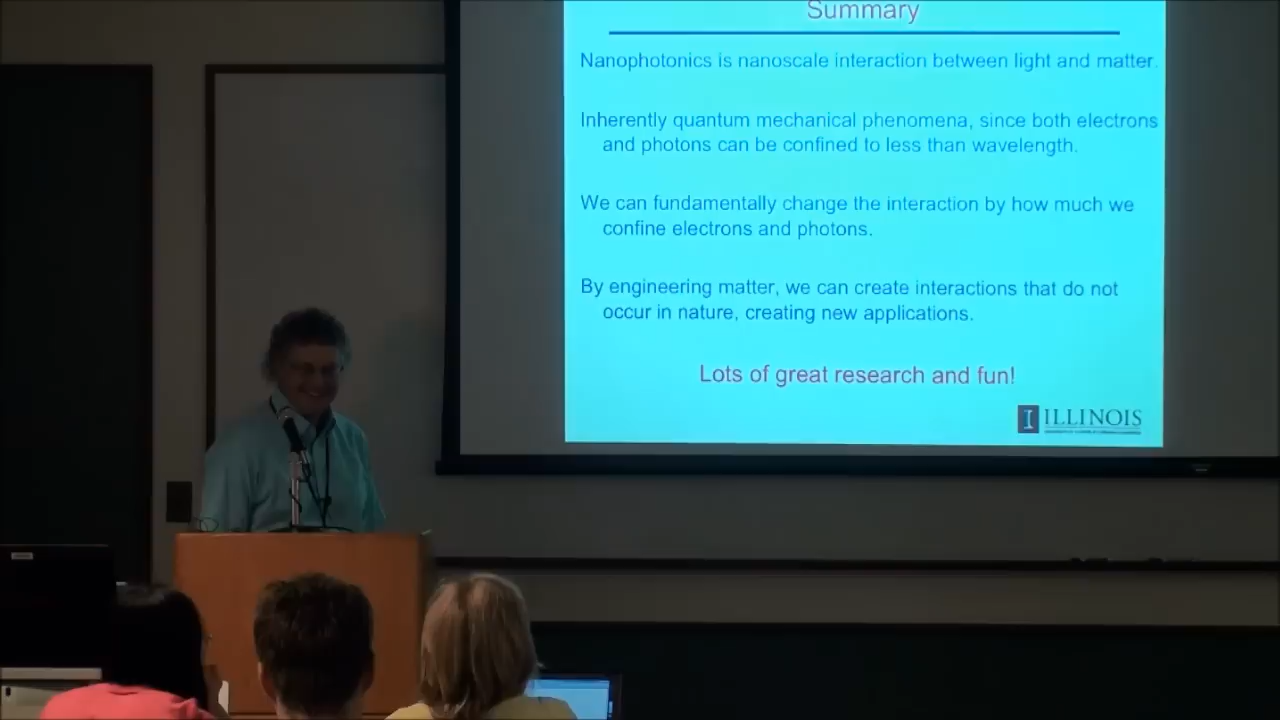 Summary
Nanophotonics is nanoscale interaction between light and matter.
Inherently quantum mechanical phenomena, since both electrons
and photons can be confined to less than wavelength.
We can fundamentally change the interaction by how much we
confine electrons and photons.
By engineering matter, we can create interactions that do not
occur in nature, creating new applications.
Lots of great research and fun!
I ILLINOIS